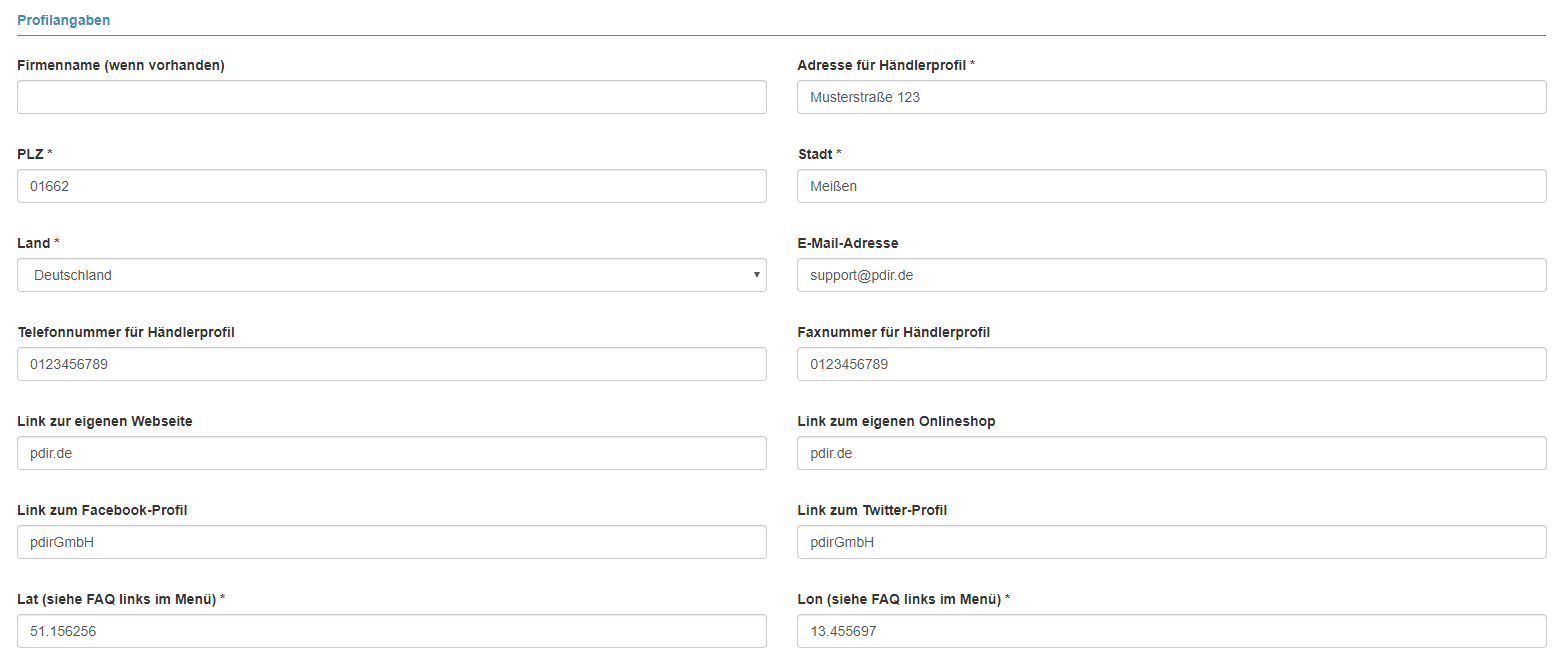 Profilangaben
Firmenname (wenn vorhanden)
Adresse für Händlerprofil *
Musterstraße 123
PLZ *
Stadt *
01662
Meißen
Land *
E-Mail-Adresse
Deutschland
support@pdir.de
Telefonnummer für Händlerprofil
Faxnummer für Händlerprofil
0123456789
0123456789
Link zur eigenen Webseite
Link zum eigenen Onlineshop
pdir.de
pdir.de
Link zum Facebook-Profil
Link zum Twitter-Profil
pdirGmbH
pdirGmbH
Lat (siehe FAQ links im Menü) *
Lon (siehe FAQ links im Menü) *
51.156256
13.455697